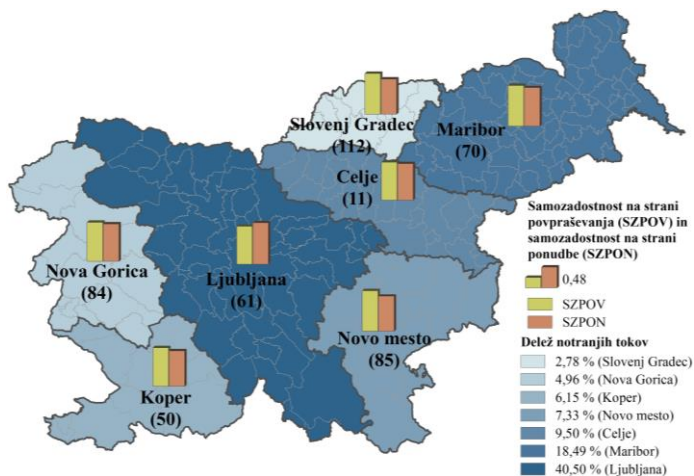 Slovenj Gradec
(112)
Maribor
(70)
Celje
(11)
Nova Gorica
(84)
Ljubljana
(61)
Novo mesto
(85)
Koper
(50)
Samozadostnost na strani
povpraševanja (SZPOV) in
samozadostnost na strani
ponudbe (SZPON)
0,48
SZPOV
SZPON
Delež notranjih tokov
2,78 % (Slovenj Gradec)
4,96 % (Nova Gorica)
6,15 % (Koper)
7,33 % (Novo mesto)
9,50 % (Celje)
18,49 % (Maribor)
40,50 % (Ljubljana)